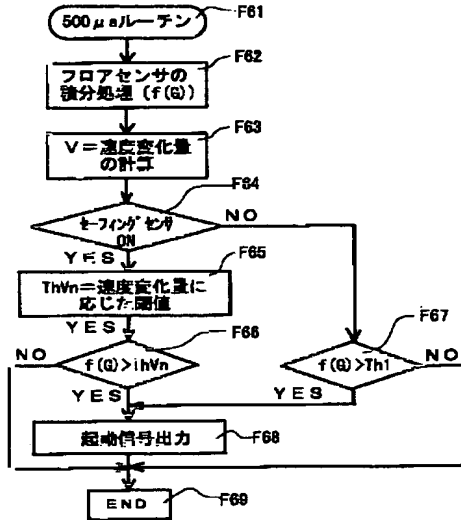 500μsルーチン
F61
フロアセンサの
積分処理(f(G))
F62
V=速度変化量
の計算
F63
セーフィングセンサ
ON
F64
NO
YES
ThVn=速度変化量に
応じた閾値
F65
YES
F66
F67
NO
f(G)>ThVn
f(G)>Th1
NO
YES
YES
起動信号出力
F68
END
F69